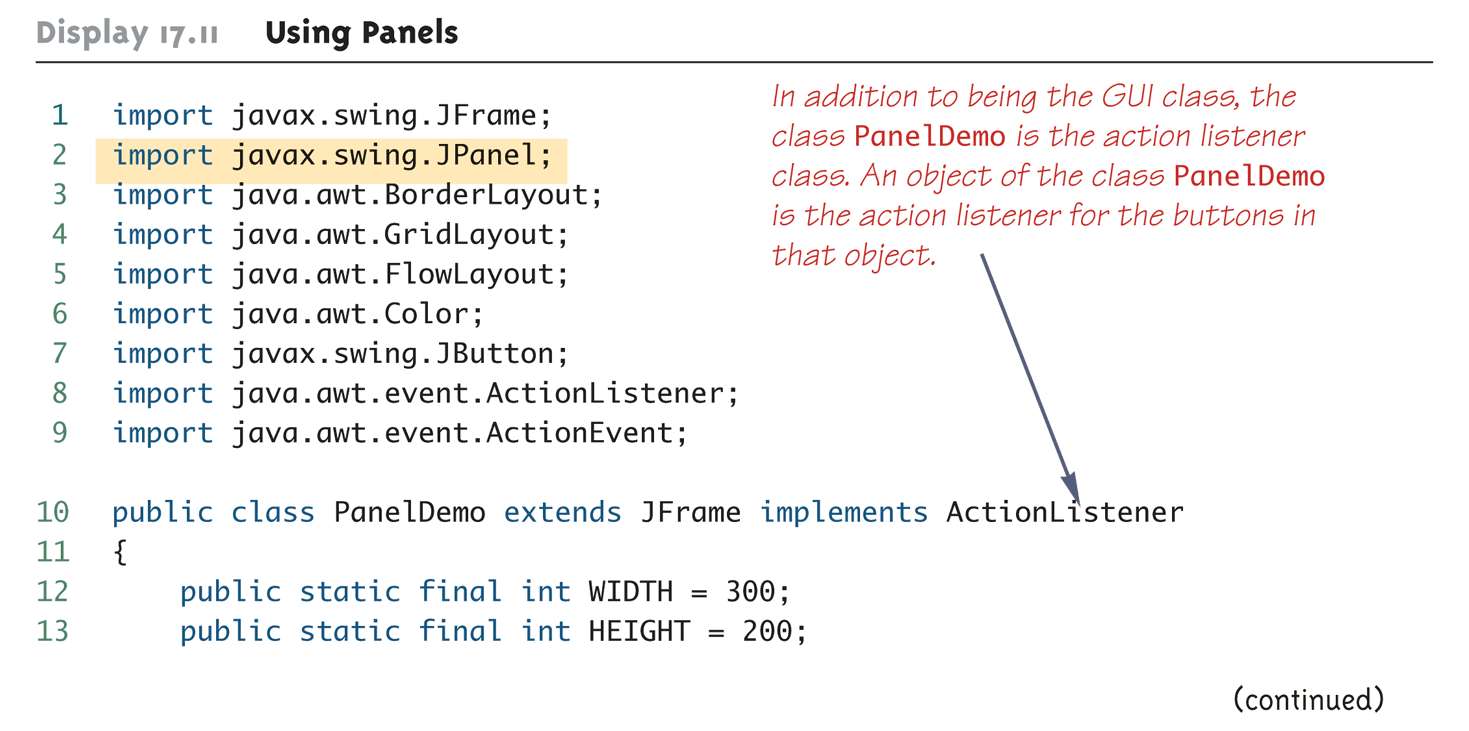 Display 17.11 Using Panels
1 import javax.swing.JFrame;
2 import javax.swing.JPanel;
3 import java.awt.BorderLayout;
4 import java.awt.GridLayout;
5 import java.awt.FlowLayout;
6 import java.awt.Color;
7 import javax.swing.JButton;
8 import java.awt.event.ActionListener;
9 import java.awt.event.ActionEvent;
In addition to being the GUI class, the
class PanelDemo is the action listener
class. An object of the class PanelDemo
is the action listener for the buttons in
that object.
10 public class PanelDemo extends JFrame implements ActionListener
11 {
12 public static final int WIDTH = 300;
13 public static final int HEIGHT = 200;
(continued)